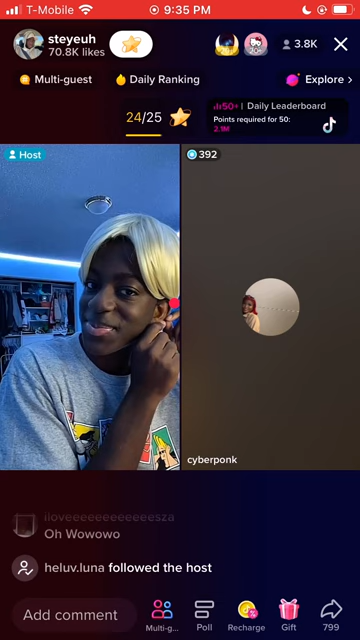 T-Mobile
9:35 PM
steyeuh
70.8K likes
3.8K
Multi-guest
Daily Ranking
Explore >
24/25
50+ | Daily Leaderboard
Points required for 50:
2.1M
Host
392
cyberponk
Oh Wowowo
heluv.luna followed the host
Add comment
Multi-g...
Poll
Recharge
Gift
799